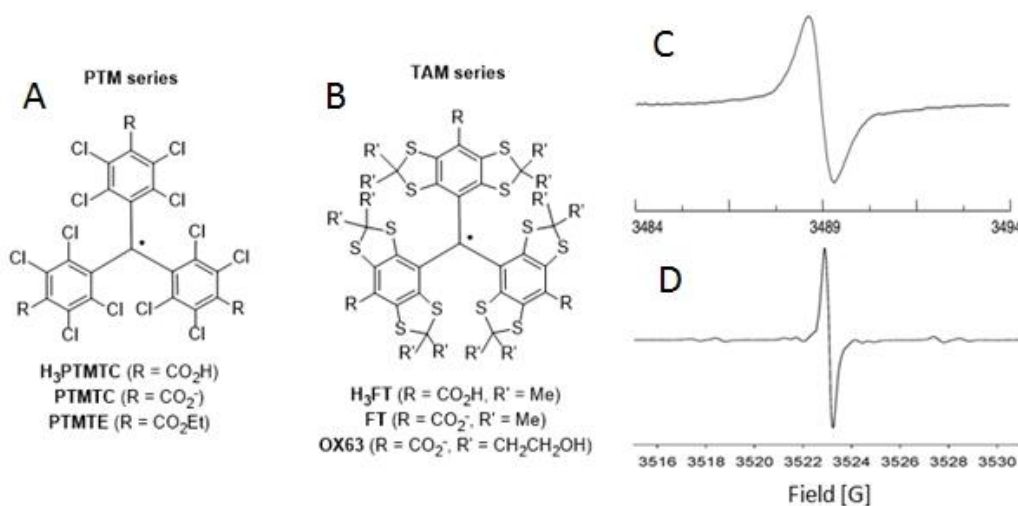 A
PTM series
R
Cl
Cl
Cl
Cl
Cl
Cl
Cl
Cl
Cl
R
Cl
Cl
Cl
R
H₃PTMTC (R = CO₂H)
PTMTC (R = CO₂⁻)
PTMTE (R = CO₂Et)
B
TAM series
R
R'
S
S
R'
R'
S
S
R'
R'
R'
S
S
S
S
R
S
S
S
S
R
R'
R'
R'
R'
H₃FT (R = CO₂H, R' = Me)
FT (R = CO₂⁻, R' = Me)
OX63 (R = CO₂⁻, R' = CH₂CH₂OH)
C
3484
3489
3494
D
3516
3518
3520
3522
3524
3526
3528
3530
Field [G]